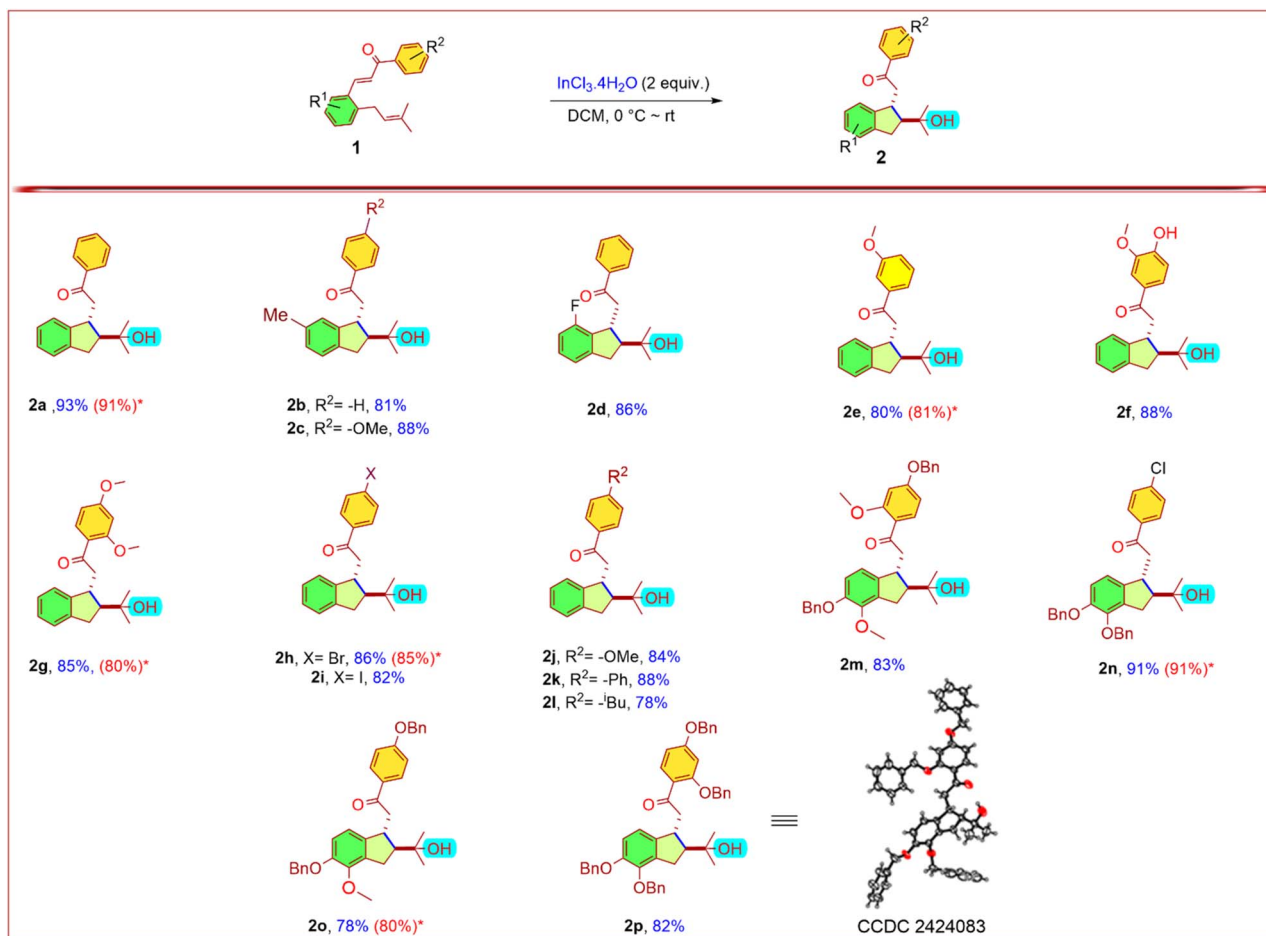 O
R²
R¹
1
InCl₃.4H₂O (2 equiv.)
DCM, 0 °C ~ rt
R²
O
OH
R¹
2
O
OH
2a ,93% (91%)*
R²
O
Me
OH
2b, R²= -H, 81%
2c, R²= -OMe, 88%
O
F
OH
2d, 86%
O
O
OH
2e, 80% (81%)*
OH
O
O
OH
2f, 88%
O
O
O
OH
2g, 85%, (80%)*
X
O
OH
2h, X= Br, 86% (85%)*
2i, X= I, 82%
R²
O
OH
2j, R²= -OMe, 84%
2k, R²= -Ph, 88%
2l, R²= -ⁱBu, 78%
OBn
O
O
OH
BnO
O
2m, 83%
Cl
O
OH
BnO
OBn
2n, 91% (91%)*
OBn
O
OH
BnO
O
2o, 78% (80%)*
OBn
O
OBn
OH
BnO
OBn
2p, 82%
CCDC 2424083